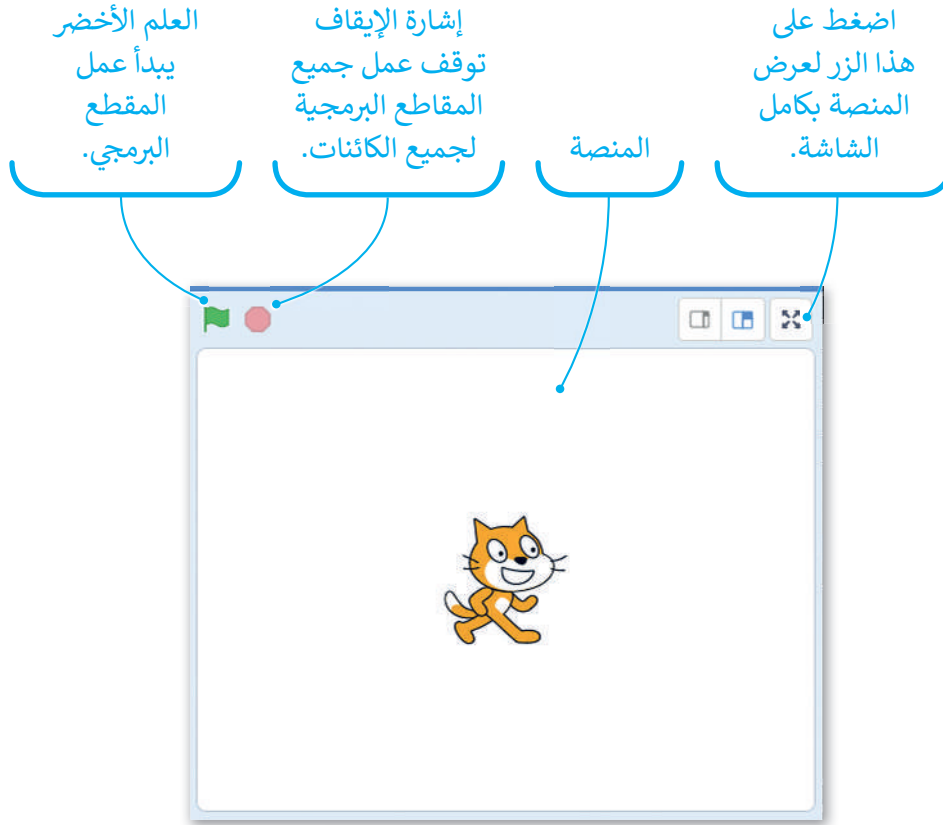 اضغط على
هذا الزر لعرض
المنصة بكامل
الشاشة.
المنصة
إشارة الإيقاف
توقف عمل جميع
المقاطع البرمجية
لجميع الكائنات.
العلم الأخضر
يبدأ عمل
المقطع
البرمجي.